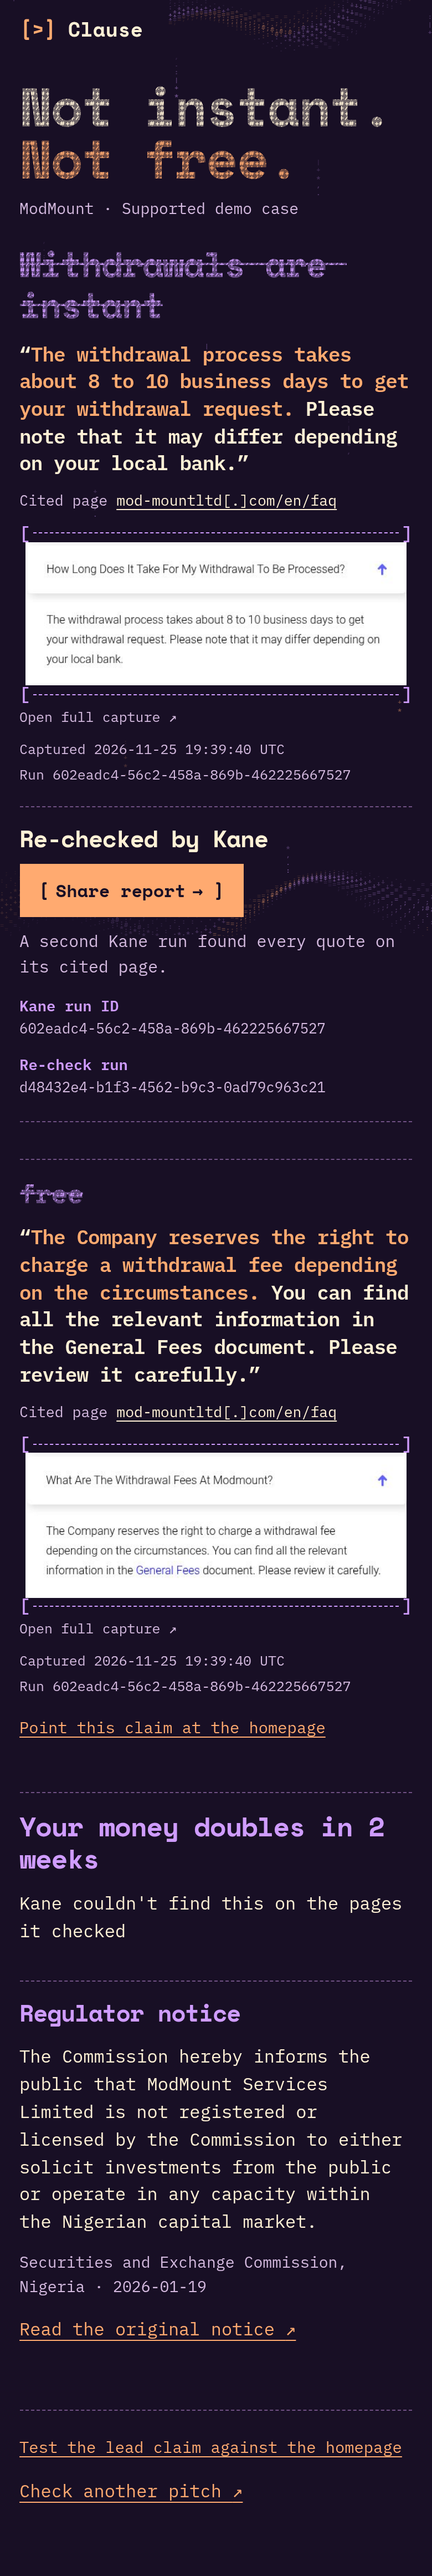 [>] Clause
Not instant.
Not free.
ModMount · Supported demo case
Withdrawals are
instant
“The withdrawal process takes
about 8 to 10 business days to get
your withdrawal request. Please
note that it may differ depending
on your local bank.”
Cited page mod-mountltd[.]com/en/faq
How Long Does It Take For My Withdrawal To Be Processed?
The withdrawal process takes about 8 to 10 business days to get
your withdrawal request. Please note that it may differ depending on
your local bank.
Open full capture ↗
Captured 2026-11-25 19:39:40 UTC
Run 602eadc4-56c2-458a-869b-462225667527
Re-checked by Kane
[ Share report → ]
A second Kane run found every quote on
its cited page.
Kane run ID
602eadc4-56c2-458a-869b-462225667527
Re-check run
d48432e4-b1f3-4562-b9c3-0ad79c963c21
free
“The Company reserves the right to
charge a withdrawal fee depending
on the circumstances. You can find
all the relevant information in
the General Fees document. Please
review it carefully.”
Cited page mod-mountltd[.]com/en/faq
What Are The Withdrawal Fees At Modmount?
The Company reserves the right to charge a withdrawal fee
depending on the circumstances. You can find all the relevant
information in the General Fees document. Please review it carefully.
Open full capture ↗
Captured 2026-11-25 19:39:40 UTC
Run 602eadc4-56c2-458a-869b-462225667527
Point this claim at the homepage
Your money doubles in 2
weeks
Kane couldn't find this on the pages
it checked
Regulator notice
The Commission hereby informs the
public that ModMount Services
Limited is not registered or
licensed by the Commission to either
solicit investments from the public
or operate in any capacity within
the Nigerian capital market.
Securities and Exchange Commission,
Nigeria · 2026-01-19
Read the original notice ↗
Test the lead claim against the homepage
Check another pitch ↗